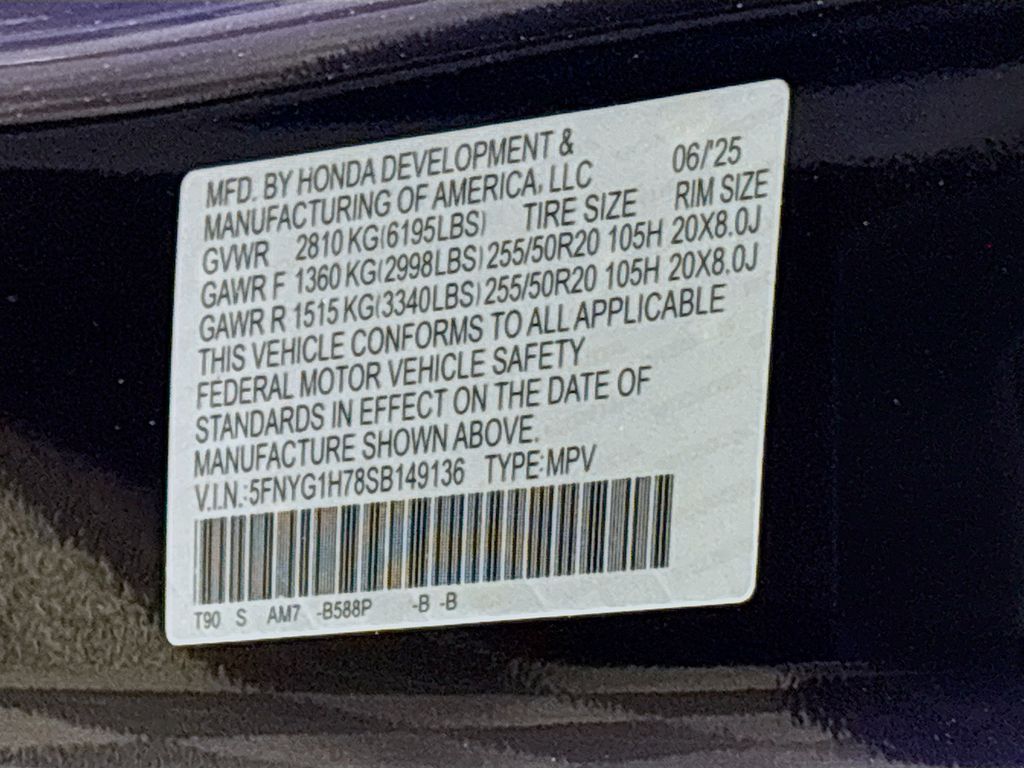 MFD. BY HONDA DEVELOPMENT &
MANUFACTURING OF AMERICA, LLC 06/'25
GVWR 2810 KG(6195LBS) TIRE SIZE RIM SIZE
GAWR F 1360 KG(2998LBS) 255/50R20 105H 20X8.0J
GAWR R 1515 KG(3340LBS) 255/50R20 105H 20X8.0J
THIS VEHICLE CONFORMS TO ALL APPLICABLE
FEDERAL MOTOR VEHICLE SAFETY
STANDARDS IN EFFECT ON THE DATE OF
MANUFACTURE SHOWN ABOVE.
V.I.N.:5FNYG1H78SB149136 TYPE:MPV
T90 S AM7 -B588P -B -B